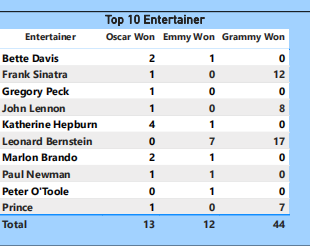 Top 10 Entertainer
Entertainer Oscar Won Emmy Won Grammy Won
Bette Davis 2 1 0
Frank Sinatra 1 0 12
Gregory Peck 1 0 0
John Lennon 1 0 8
Katherine Hepburn 4 1 0
Leonard Bernstein 0 7 17
Marlon Brando 2 1 0
Paul Newman 1 1 0
Peter O'Toole 0 1 0
Prince 1 0 7
Total 13 12 44